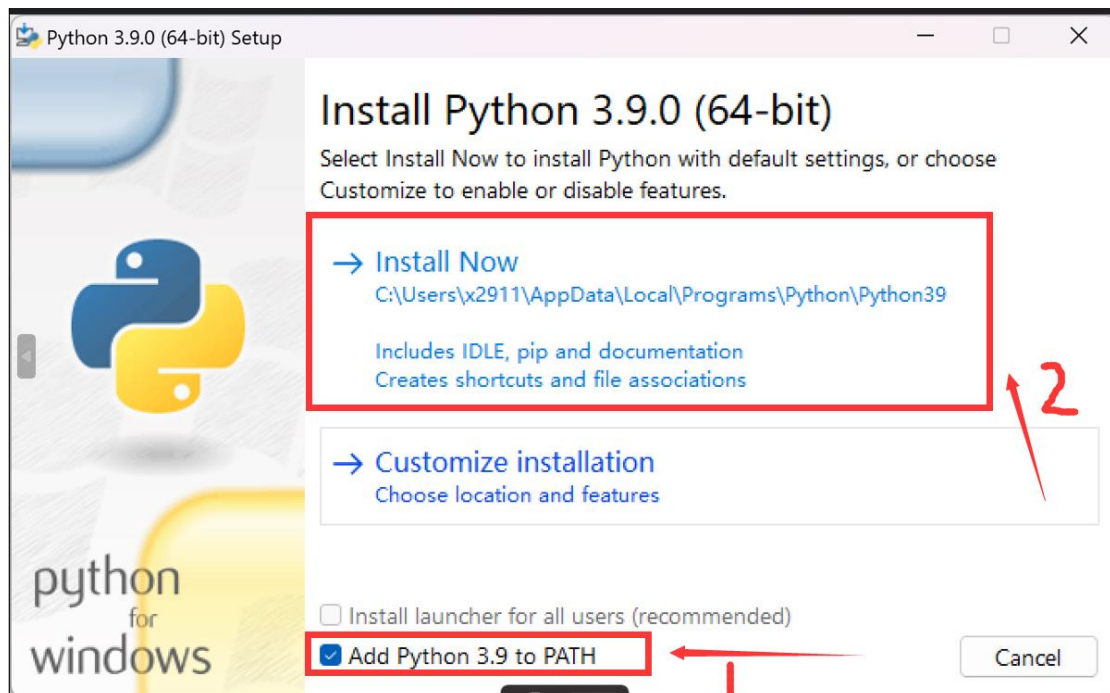 Python 3.9.0 (64-bit) Setup
Install Python 3.9.0 (64-bit)
Select Install Now to install Python with default settings, or choose
Customize to enable or disable features.
→ Install Now
C:\Users\x2911\AppData\Local\Programs\Python\Python39
Includes IDLE, pip and documentation
Creates shortcuts and file associations
2
→ Customize installation
Choose location and features
python
for
windows
Install launcher for all users (recommended)
Add Python 3.9 to PATH
Cancel
1